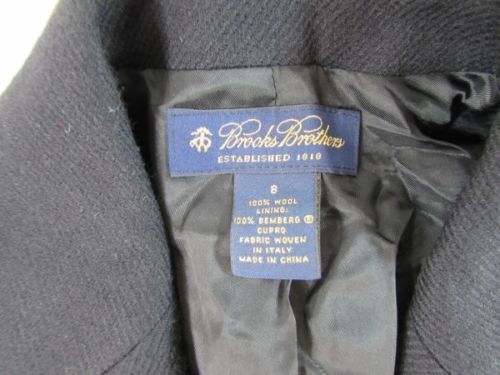 Brooks Brothers
ESTABLISHED 1818
8
100% WOOL
LINING:
100% BEMBERG
CUPRO
FABRIC WOVEN
IN ITALY
MADE IN CHINA